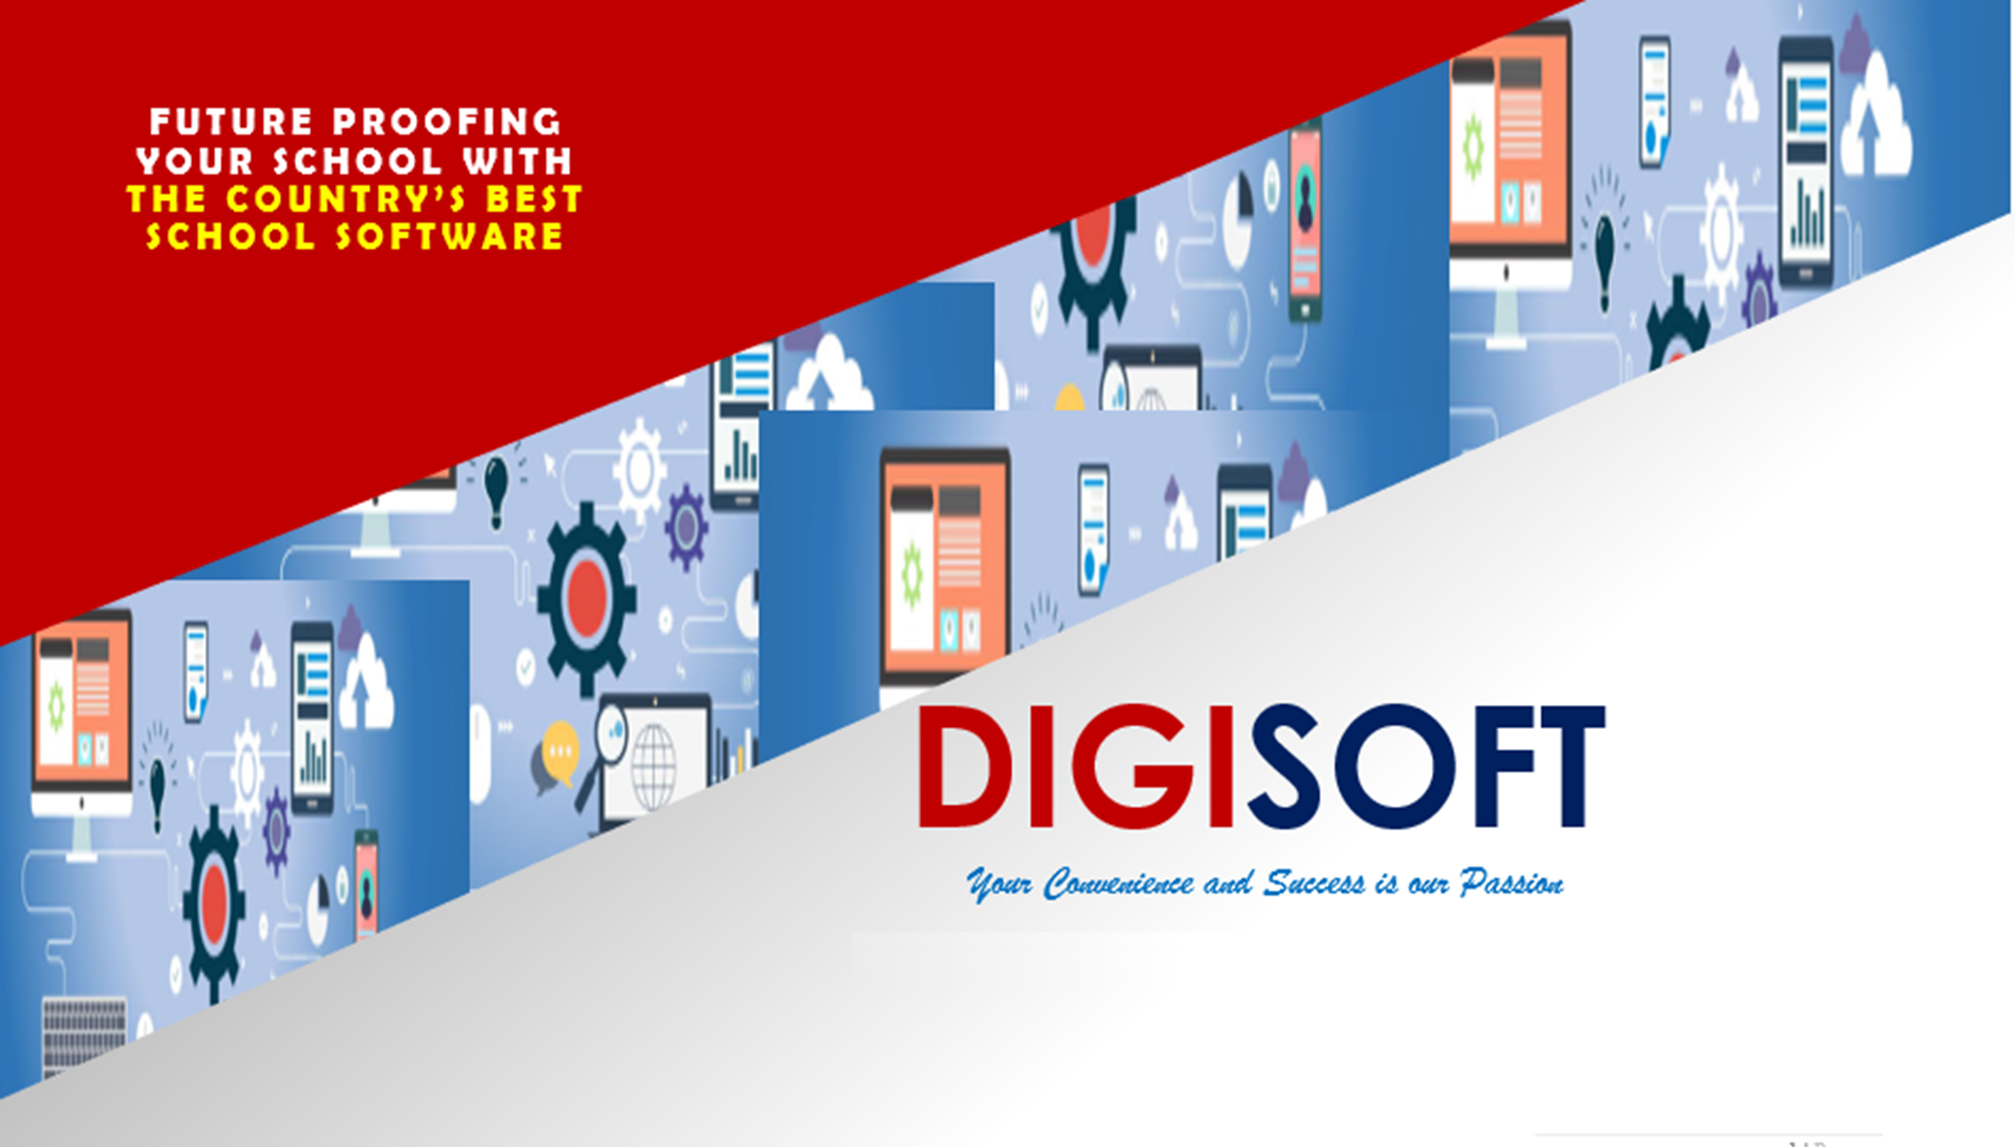 FUTURE PROOFING
YOUR SCHOOL WITH
THE COUNTRY'S BEST
SCHOOL SOFTWARE
DIGISOFT
Your Convenience and Success is our Passion